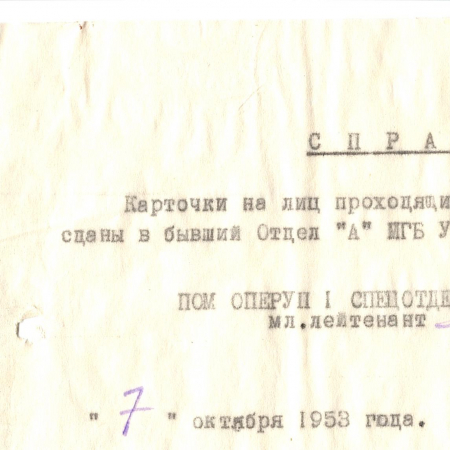 С П Р А
Карточки на лиц проходящи
сданы в бывший Отдел "А" МГБ У
ПОМ ОПЕРУП I СПЕЦОТДЕ
мл.лейтенант
" 7 " октября 1953 года.